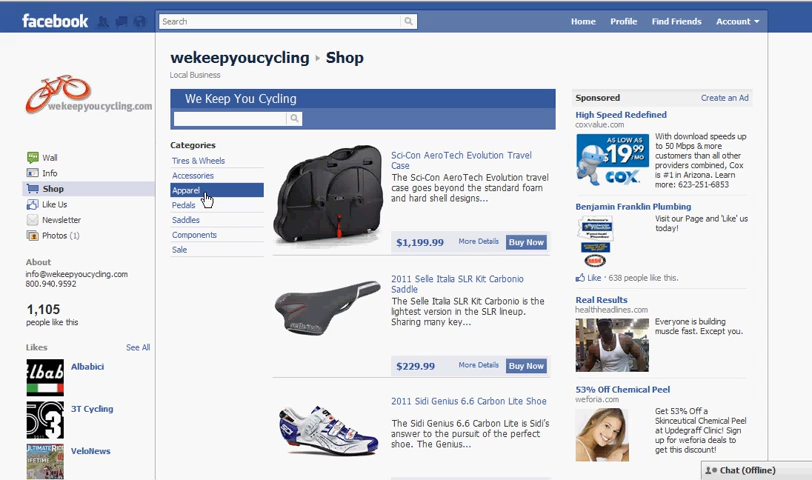 facebook
Search
Home Profile Find Friends Account
wekeepyoucycling.com
Wall
Info
Shop
Like Us
Newsletter
Photos (1)
About
info@wekeepyoucycling.com
800.940.9592
1,105
people like this
Likes See All
Albabici
3T Cycling
VeloNews
wekeepyoucycling Shop
Local Business
We Keep You Cycling
Categories
Tires & Wheels
Accessories
Apparel
Pedals
Saddles
Components
Sale
Sci-Con AeroTech Evolution Travel
Case
The Sci-Con AeroTech Evolution travel
case goes beyond the standard foam
and hard shell designs...
$1,199.99 More Details Buy Now
2011 Selle Italia SLR Kit Carbonio
Saddle
The Selle Italia SLR Kit Carbonio is the
lightest version in the SLR lineup.
Sharing many key...
$229.99 More Details Buy Now
2011 Sidi Genius 6.6 Carbon Lite Shoe
The Sidi Genius 6.6 Carbon Lite is Sidi's
answer to the pursuit of the perfect
shoe. The Genius...
Sponsored Create an Ad
High Speed Redefined
coxvalue.com
AS LOW AS
$19.99
/MO
COX
With download speeds up
to 50 Mbps & more
customers than all other
providers combined, Cox
is #1 in Arizona. Learn
more: 623-251-6853
Benjamin Franklin Plumbing
Visit our Page and 'Like' us
today!
Like · 638 people like this.
Real Results
healthheadlines.com
Everyone is building
muscle fast. Except you.
53% Off Chemical Peel
weforia.com
Get 53% Off a
Skinceutical Chemical Peel
at Updegraff Clinic! Sign
up for weforia deals to
get this discount!
Chat (Offline)